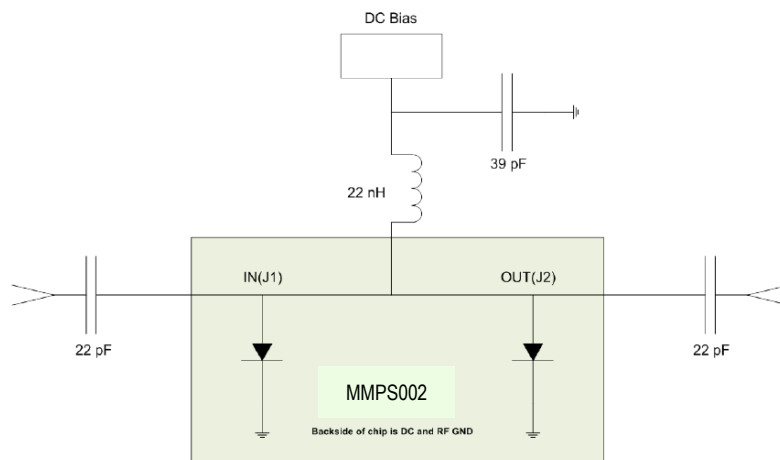 DC Bias
39 pF
22 nH
IN(J1)
OUT(J2)
22 pF
22 pF
MMPS002
Backside of chip is DC and RF GND